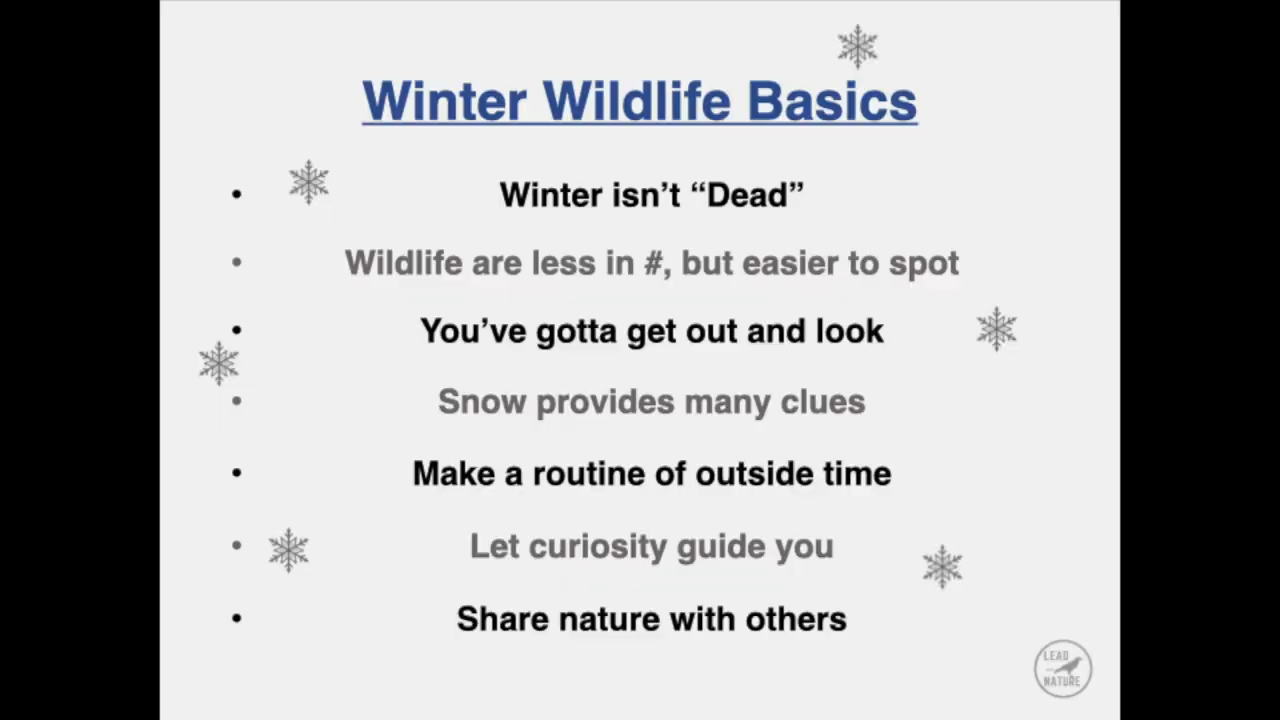 Winter Wildlife Basics
• Winter isn’t “Dead”
• Wildlife are less in #, but easier to spot
• You’ve gotta get out and look
• Snow provides many clues
• Make a routine of outside time
• Let curiosity guide you
• Share nature with others
LEAD
NATURE